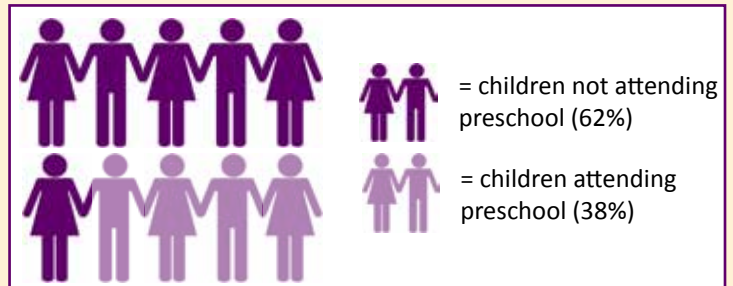 = children not attending
preschool (62%)
= children attending
preschool (38%)